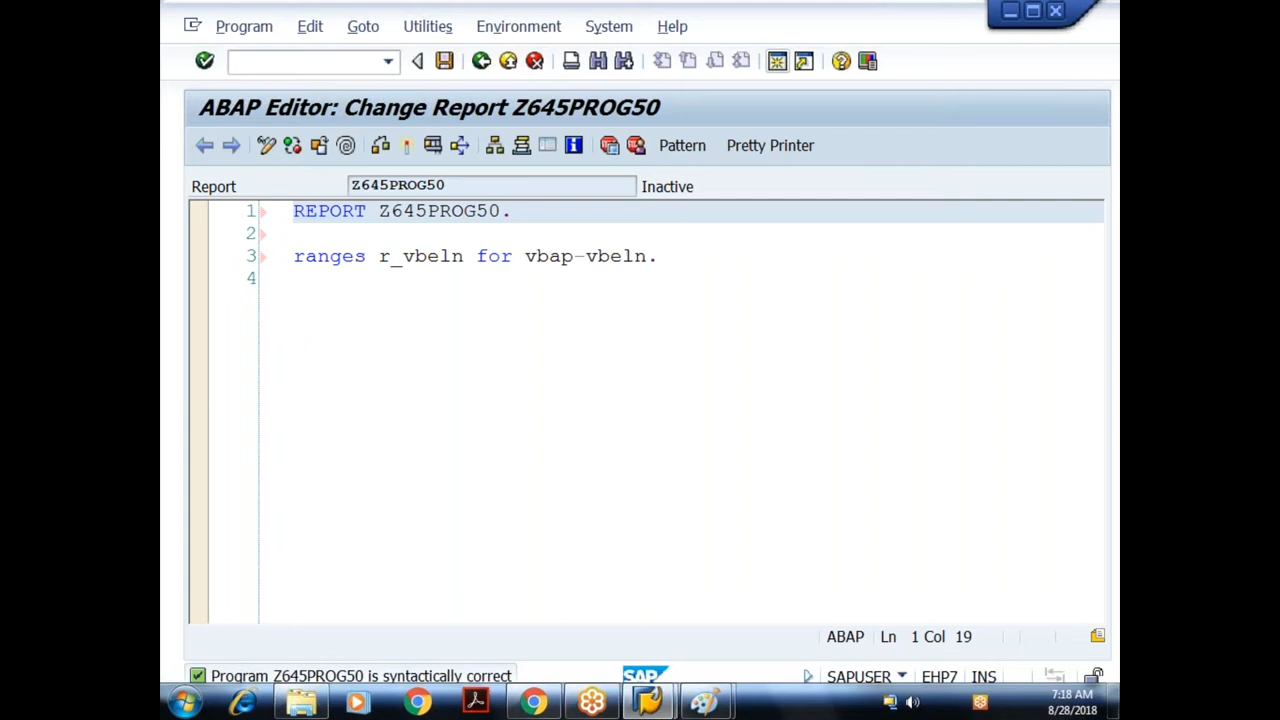 Program Edit Goto Utilities Environment System Help
ABAP Editor: Change Report Z645PROG50
Pattern Pretty Printer
Report Z645PROG50 Inactive
1 REPORT Z645PROG50.
2
3 ranges r_vbeln for vbap-vbeln.
4
ABAP Ln 1 Col 19
Program Z645PROG50 is syntactically correct SAP SAPUSER EHP7 INS
7:18 AM
8/28/2018